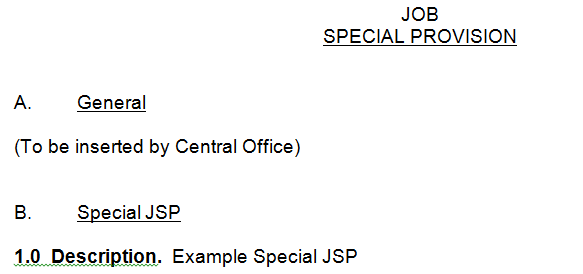 JOB
SPECIAL PROVISION
A. General
(To be inserted by Central Office)
B. Special JSP
1.0 Description. Example Special JSP